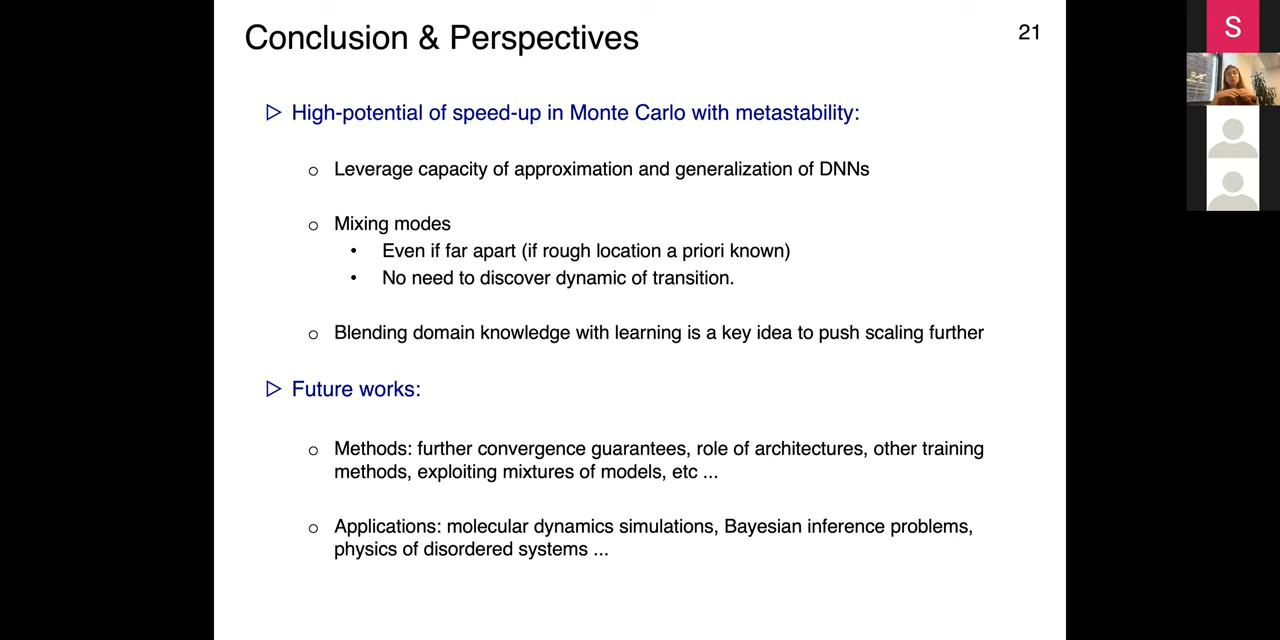 Conclusion & Perspectives
21
S
▷ High-potential of speed-up in Monte Carlo with metastability:
○ Leverage capacity of approximation and generalization of DNNs
○ Mixing modes
• Even if far apart (if rough location a priori known)
• No need to discover dynamic of transition.
○ Blending domain knowledge with learning is a key idea to push scaling further
▷ Future works:
○ Methods: further convergence guarantees, role of architectures, other training
methods, exploiting mixtures of models, etc ...
○ Applications: molecular dynamics simulations, Bayesian inference problems,
physics of disordered systems ...